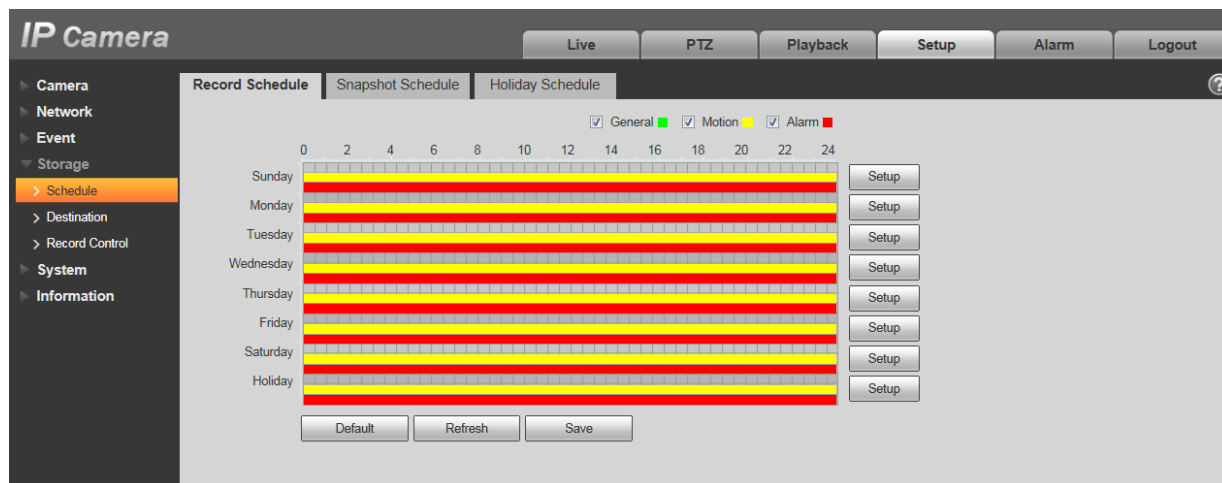 IP Camera
Live PTZ Playback Setup Alarm Logout
Camera
Network
Event
Storage
Schedule
Destination
Record Control
System
Information
Record Schedule Snapshot Schedule Holiday Schedule
?
General Motion Alarm
0 2 4 6 8 10 12 14 16 18 20 22 24
Sunday Setup
Monday Setup
Tuesday Setup
Wednesday Setup
Thursday Setup
Friday Setup
Saturday Setup
Holiday Setup
Default Refresh Save